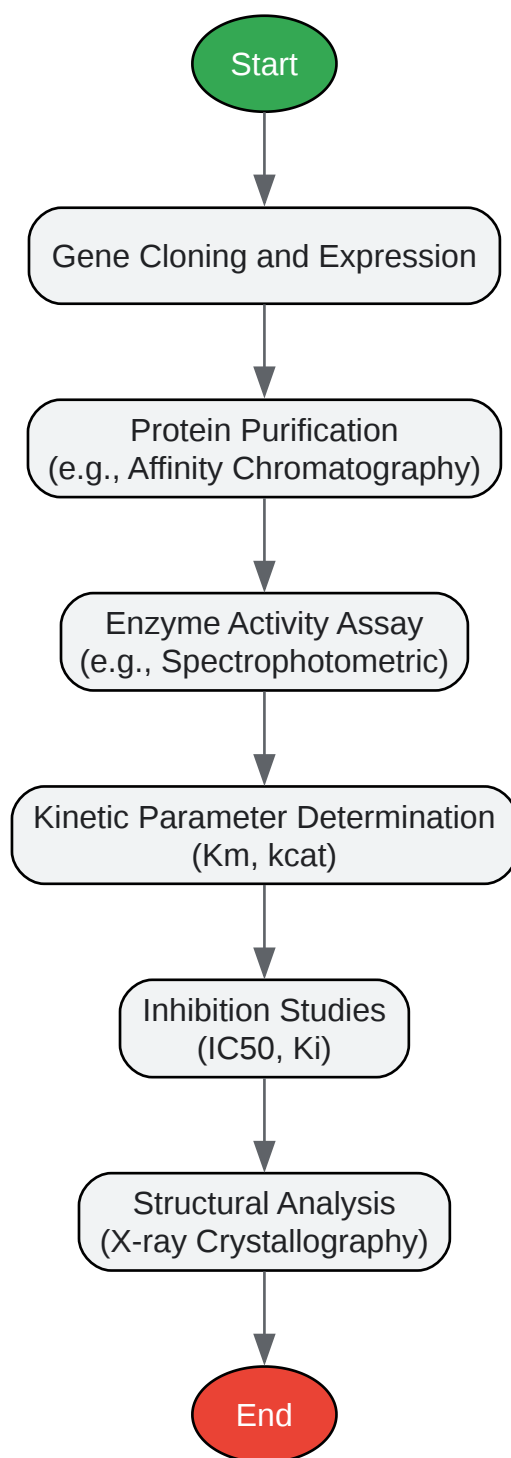 Start
Gene Cloning and Expression
Protein Purification
(e.g., Affinity Chromatography)
Enzyme Activity Assay
(e.g., Spectrophotometric)
Kinetic Parameter Determination
(Km, kcat)
Inhibition Studies
(IC50, Ki)
Structural Analysis
(X-ray Crystallography)
End